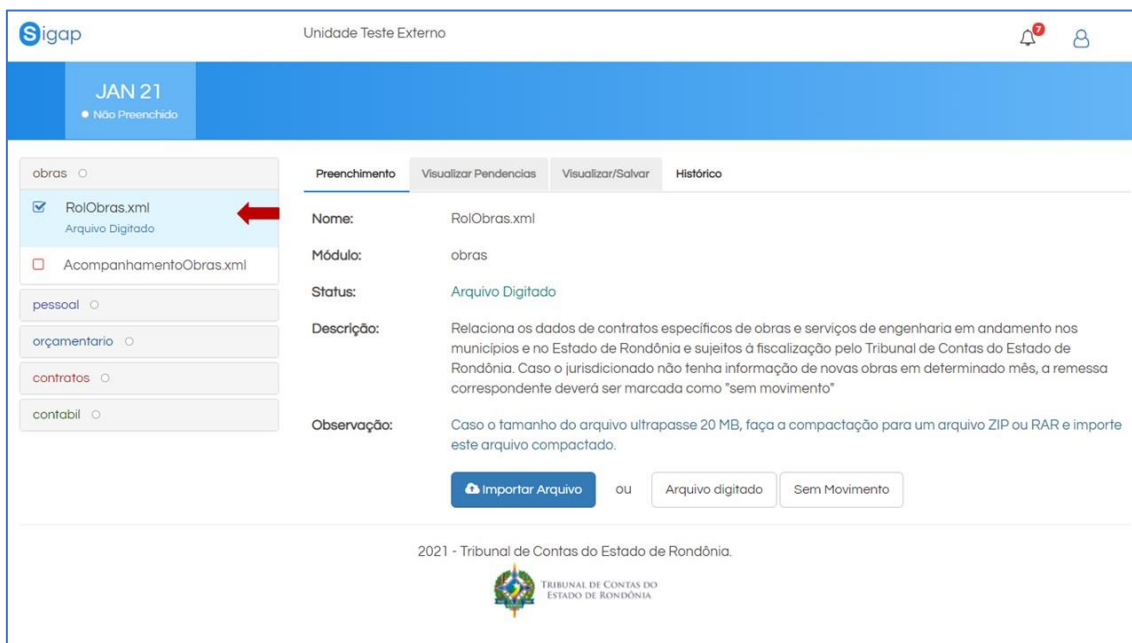 Sigap
Unidade Teste Externo
7
JAN 21
Não Preenchido
obras
RolObras.xml
Arquivo Digitado
AcompanhamentoObras.xml
pessoal
orçamentario
contratos
contabil
Preenchimento
Visualizar Pendencias
Visualizar/Salvar
Histórico
Nome:
RolObras.xml
Módulo:
obras
Status:
Arquivo Digitado
Descrição:
Relaciona os dados de contratos específicos de obras e serviços de engenharia em andamento nos
municípios e no Estado de Rondônia e sujeitos à fiscalização pelo Tribunal de Contas do Estado de
Rondônia. Caso o jurisdicionado não tenha informação de novas obras em determinado mês, a remessa
correspondente deverá ser marcada como "sem movimento"
Observação:
Caso o tamanho do arquivo ultrapasse 20 MB, faça a compactação para um arquivo ZIP ou RAR e importe
este arquivo compactado.
Importar Arquivo
ou
Arquivo digitado
Sem Movimento
2021 - Tribunal de Contas do Estado de Rondônia.
TRIBUNAL DE CONTAS DO
ESTADO DE RONDÔNIA